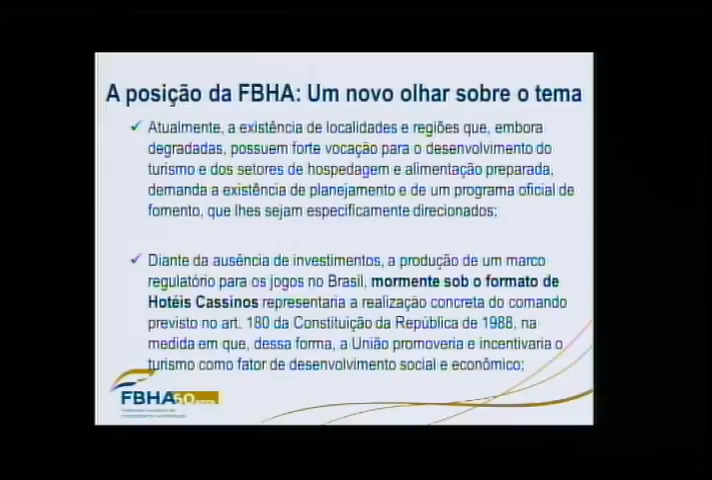 A posição da FBHA: Um novo olhar sobre o tema
Atualmente, a existência de localidades e regiões que, embora
degradadas, possuem forte vocação para o desenvolvimento do
turismo e dos setores de hospedagem e alimentação preparada,
demanda a existência de planejamento e de um programa oficial de
fomento, que lhes sejam especificamente direcionados;
Diante da ausência de investimentos, a produção de um marco
regulatório para os jogos no Brasil, mormente sob o formato de
Hotéis Cassinos representaria a realização concreta do comando
previsto no art. 180 da Constituição da República de 1988, na
medida em que, dessa forma, a União promoveria e incentivaria o
turismo como fator de desenvolvimento social e econômico;
FBHA 60 anos